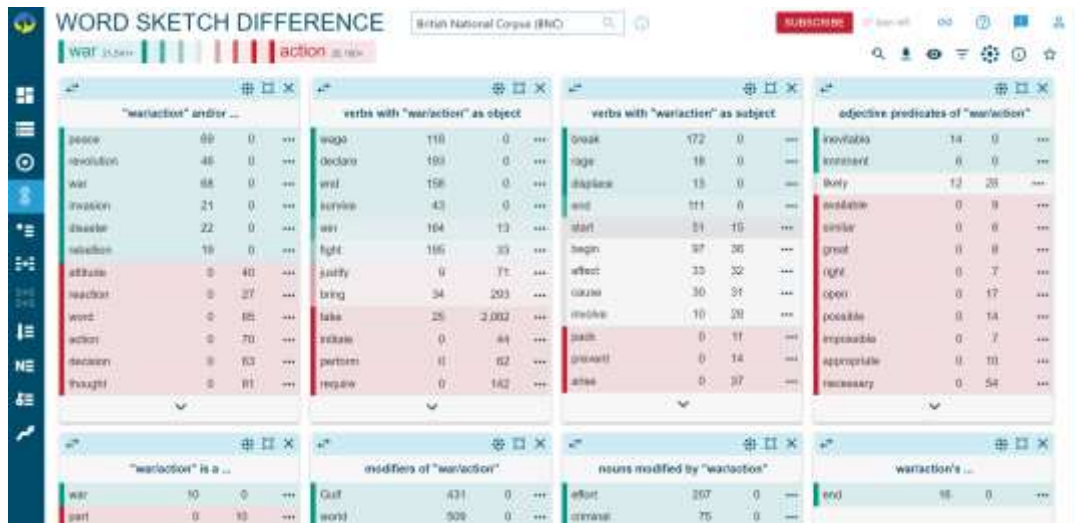 WORD SKETCH DIFFERENCE
British National Corpus (BNC)
SUBSCRIBE
war
action
"war/action" and/or ...
peace 69 0
revolution 46 0
war 68 0
invasion 21 0
disaster 22 0
rebellion 19 0
attitude 0 40
reaction 0 27
word 0 85
action 0 70
decision 0 63
thought 0 81
verbs with "war/action" as object
wage 116 0
declare 193 0
end 156 0
survive 43 0
win 104 13
fight 195 33
justify 9 71
bring 34 293
take 25 2,002
initiate 0 44
perform 0 62
require 0 142
verbs with "war/action" as subject
break 172 0
rage 18 0
displace 13 0
end 111 6
start 51 15
begin 97 36
affect 33 32
cause 30 31
involve 10 28
pack 0 11
prevent 0 14
arise 0 37
adjective predicates of "war/action"
inevitable 14 0
imminent 6 0
likely 12 28
available 0 9
similar 0 6
great 0 8
right 0 7
open 0 17
possible 0 14
impossible 0 7
appropriate 0 10
necessary 0 54
"war/action" is a ...
war 10 0
part 0 10
modifiers of "war/action"
Gulf 431 0
world 509 0
nouns modified by "war/action"
effort 207 0
criminal 75 0
war/action's ...
end 16 0